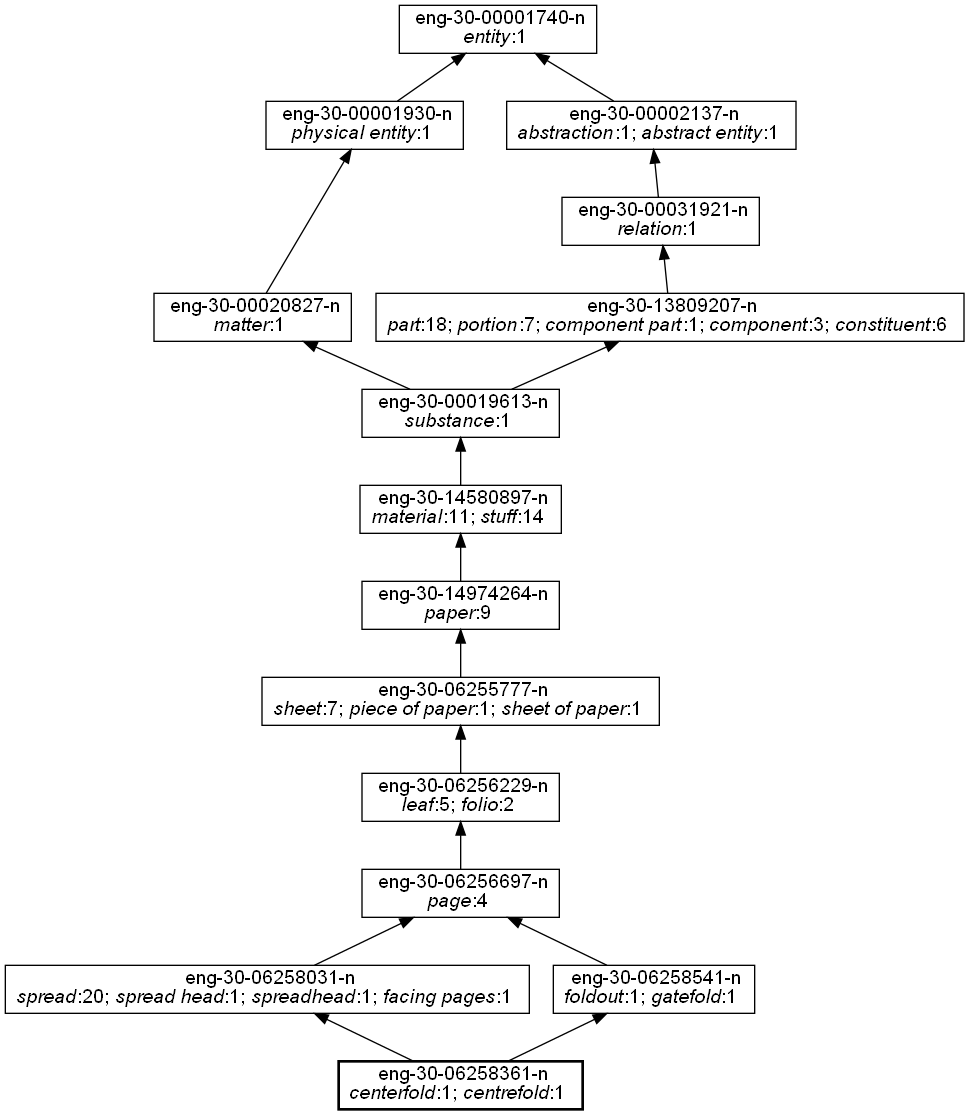 eng-30-00001740-n
entity:1
eng-30-00001930-n
physical entity:1
eng-30-00002137-n
abstraction:1; abstract entity:1
eng-30-00031921-n
relation:1
eng-30-00020827-n
matter:1
eng-30-13809207-n
part:18; portion:7; component part:1; component:3; constituent:6
eng-30-00019613-n
substance:1
eng-30-14580897-n
material:11; stuff:14
eng-30-14974264-n
paper:9
eng-30-06255777-n
sheet:7; piece of paper:1; sheet of paper:1
eng-30-06256229-n
leaf:5; folio:2
eng-30-06256697-n
page:4
eng-30-06258031-n
spread:20; spread head:1; spreadhead:1; facing pages:1
eng-30-06258541-n
foldout:1; gatefold:1
eng-30-06258361-n
centerfold:1; centrefold:1